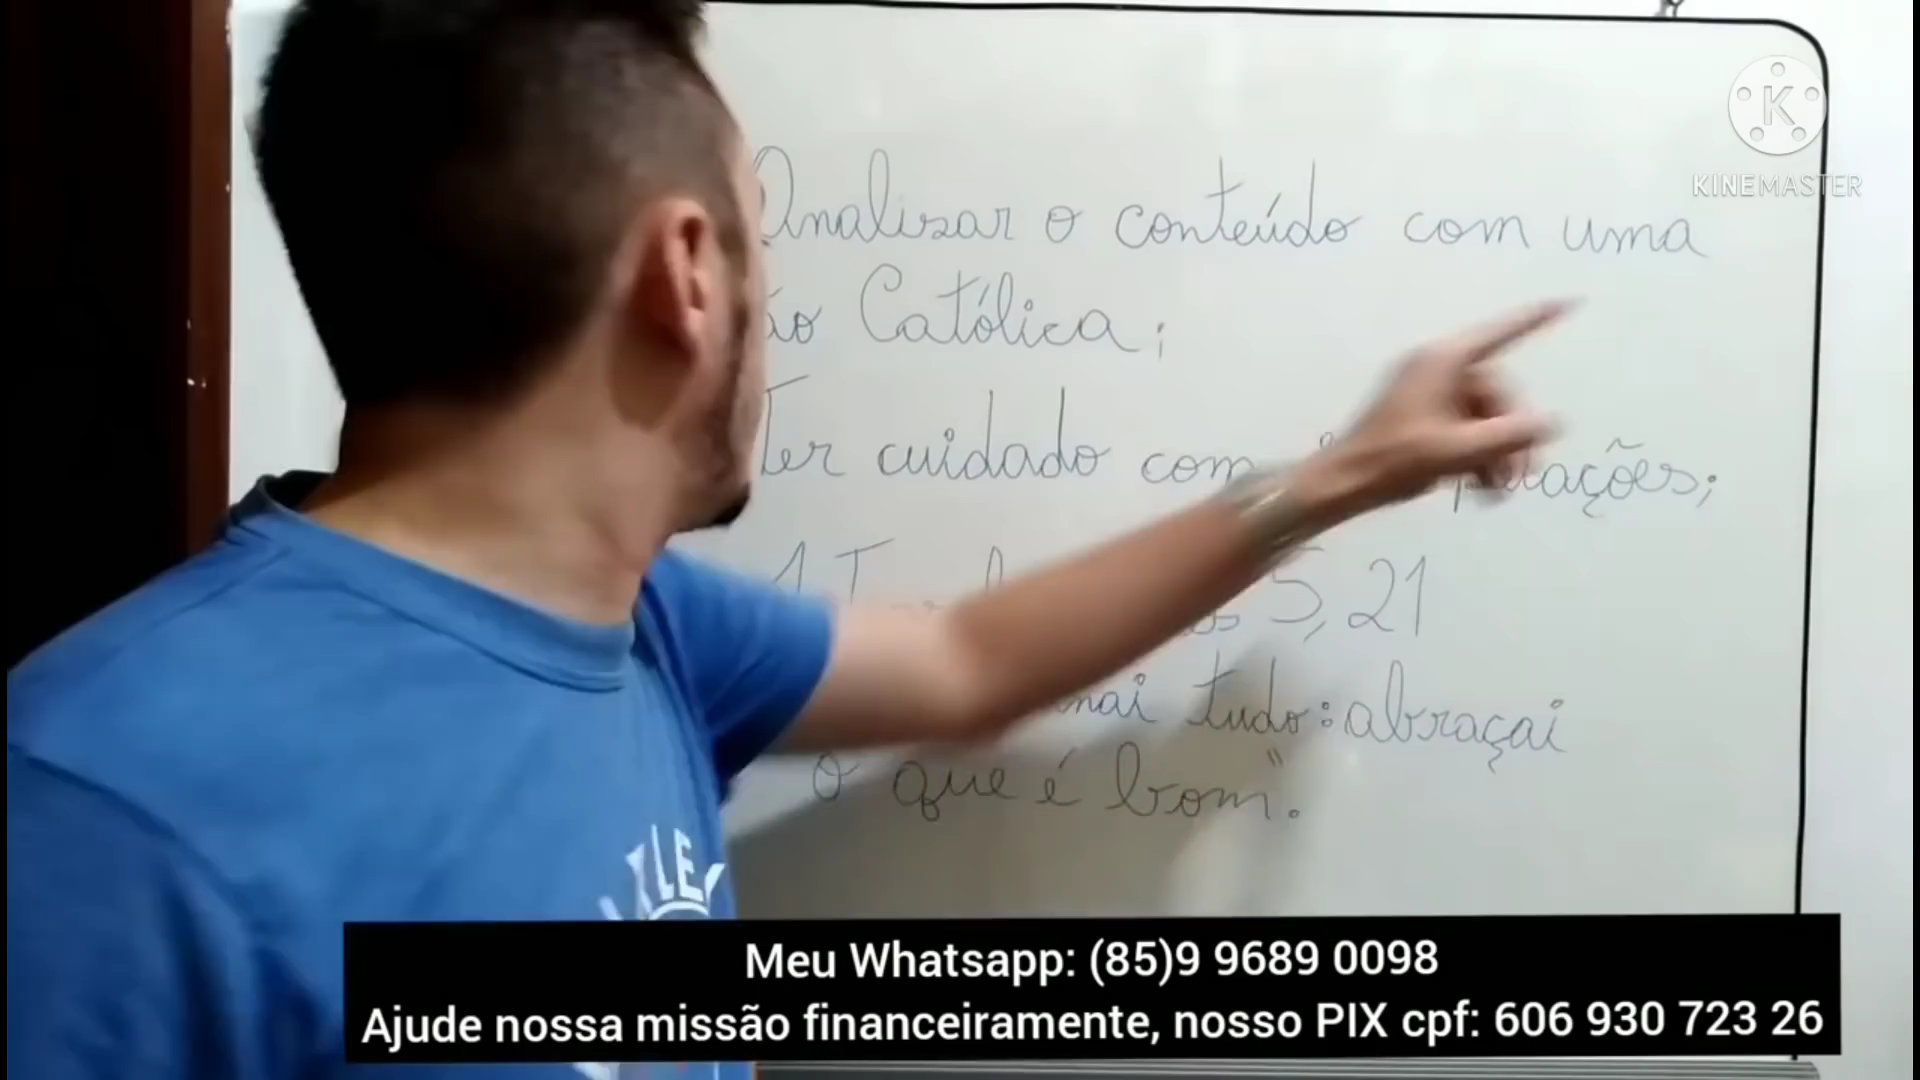 Analisar o conteúdo com uma
ão Católica;
Ter cuidado com
5,21
tudo: abraçai
o que é bom".
KINEMASTER
Meu Whatsapp: (85)9 9689 0098
Ajude nossa missão financeiramente, nosso PIX cpf: 606 930 723 26